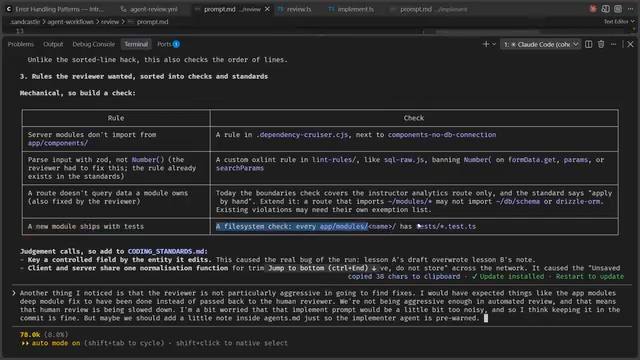 Error Handling Patterns – Intr
agent-review.yml
prompt.md .../review
review.ts
implement.ts
prompt.md .../implement
.sandcastle > agent-workflows > review > prompt.md
Text Editor
13
Problems Output Debug Console Terminal Ports 1
1: Claude Code (cohe
Unlike the sorted-line hack, this also checks the order of lines.
3. Rules the reviewer wanted, sorted into checks and standards
Mechanical, so build a check:
Rule Check
Server modules don't import from A rule in .dependency-cruiser.cjs, next to components-no-db-connection
app/components/
Parse input with zod, not Number() (the A custom oxlint rule in lint-rules/, like sql-raw.js, banning Number( on formData.get, params, or
reviewer had to fix this; the rule already searchParams
exists in the standards)
A route doesn't query data a module owns Today the boundaries check covers the instructor analytics route only, and the standard says "apply
(also fixed by the reviewer) by hand". Extend it: a route that imports ~/modules/* may not import ~/db/schema or drizzle-orm.
Existing violations may need their own exemption list.
A new module ships with tests A filesystem check: every app/modules/<name>/ has tests/*.test.ts
Judgement calls, so add to CODING_STANDARDS.md:
- Key a controlled field by the entity it edits. This caused the real bug of the run: lesson A's draft overwrote lesson B's note.
- Client and server share one normalisation function for trim Jump to bottom (ctrl+End) ↓ ve, do not store" across the network. It caused the "Unsaved
copied 38 chars to clipboard ✓ Update installed · Restart to update
> Another thing I noticed is that the reviewer is not particularly aggressive in going to find fixes. I would have expected things like the app modules
deep module fix to have been done instead of passed back to the human reviewer. We're not being aggressive enough in automated review, and that means
that human review is being slowed down. I'm a bit worried that the implement prompt would be a little bit too noisy, and so I think keeping it in the
commit is fine. But maybe we should add a little note inside agents.md just so the implementer agent is pre-warned.
78.0k (8.0%)
auto mode on (shift+tab to cycle) · shift+click to native select